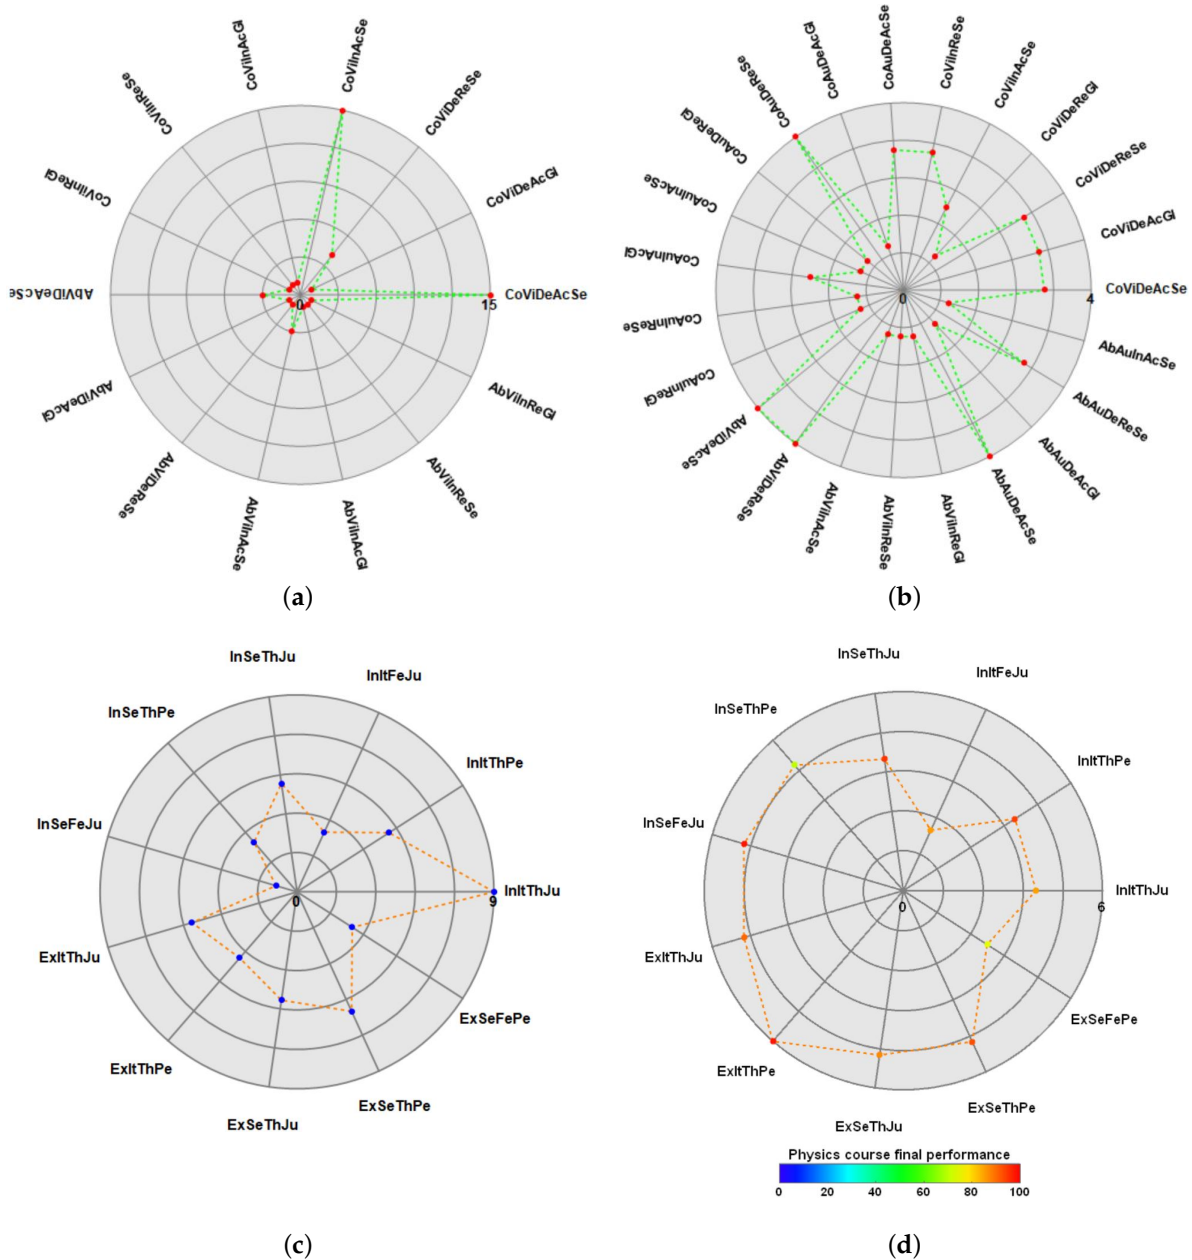 CoViInAcGl
CoViInAcSe
CoViDeReSe
CoViDeAcGl
CoViDeAcSe
AbViInReGl
AbViInReSe
AbViInAcGl
AbViInAcSe
AbViDeReSe
AbViDeAcGl
AbViDeAcSe
CoViInReGl
CoViInReSe
0
15
(a)
CoAuDeAcSe
CoViInReSe
CoViInAcSe
CoViDeReGl
CoViDeReSe
CoViDeAcGl
CoViDeAcSe
AbAuInAcSe
AbAuDeReSe
AbAuDeAcGl
AbAuDeAcSe
AbViInReGl
AbViInReSe
AbViInAcSe
AbViDeReSe
AbViDeAcSe
CoAuInReGl
CoAuInReSe
CoAuInAcGl
CoAuInAcSe
CoAuDeReGl
CoAuDeReSe
CoAuDeAcGl
0
4
(b)
InSeThJu
InItFeJu
InSeThPe
InItThPe
InSeFeJu
InItThJu
0
9
ExItThJu
ExSeFePe
ExItThPe
ExSeThPe
ExSeThJu
(c)
InSeThJu
InItFeJu
InSeThPe
InItThPe
InSeFeJu
InItThJu
0
6
ExItThJu
ExSeFePe
ExItThPe
ExSeThPe
ExSeThJu
Physics course final performance
0 20 40 60 80 100
(d)